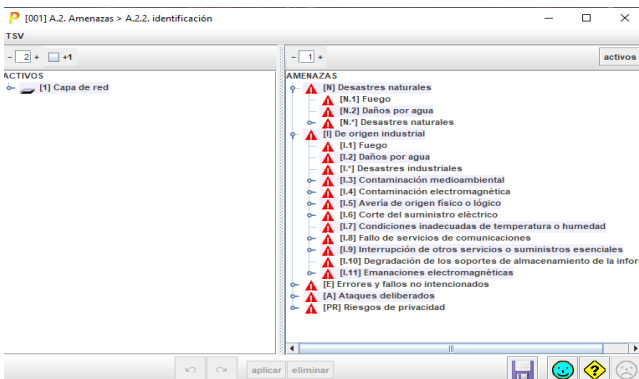 [001] A.2. Amenazas > A.2.2. identificación
TSV
- 2 + +1
- 1 + activos
ACTIVOS
[1] Capa de red
AMENAZAS
[N] Desastres naturales
[N.1] Fuego
[N.2] Daños por agua
[N.*] Desastres naturales
[I] De origen industrial
[I.1] Fuego
[I.2] Daños por agua
[I.*] Desastres industriales
[I.3] Contaminación medioambiental
[I.4] Contaminación electromagnética
[I.5] Avería de origen físico o lógico
[I.6] Corte del suministro eléctrico
[I.7] Condiciones inadecuadas de temperatura o humedad
[I.8] Fallo de servicios de comunicaciones
[I.9] Interrupción de otros servicios o suministros esenciales
[I.10] Degradación de los soportes de almacenamiento de la infor
[I.11] Emanaciones electromagnéticas
[E] Errores y fallos no intencionados
[A] Ataques deliberados
[PR] Riesgos de privacidad
aplicar eliminar